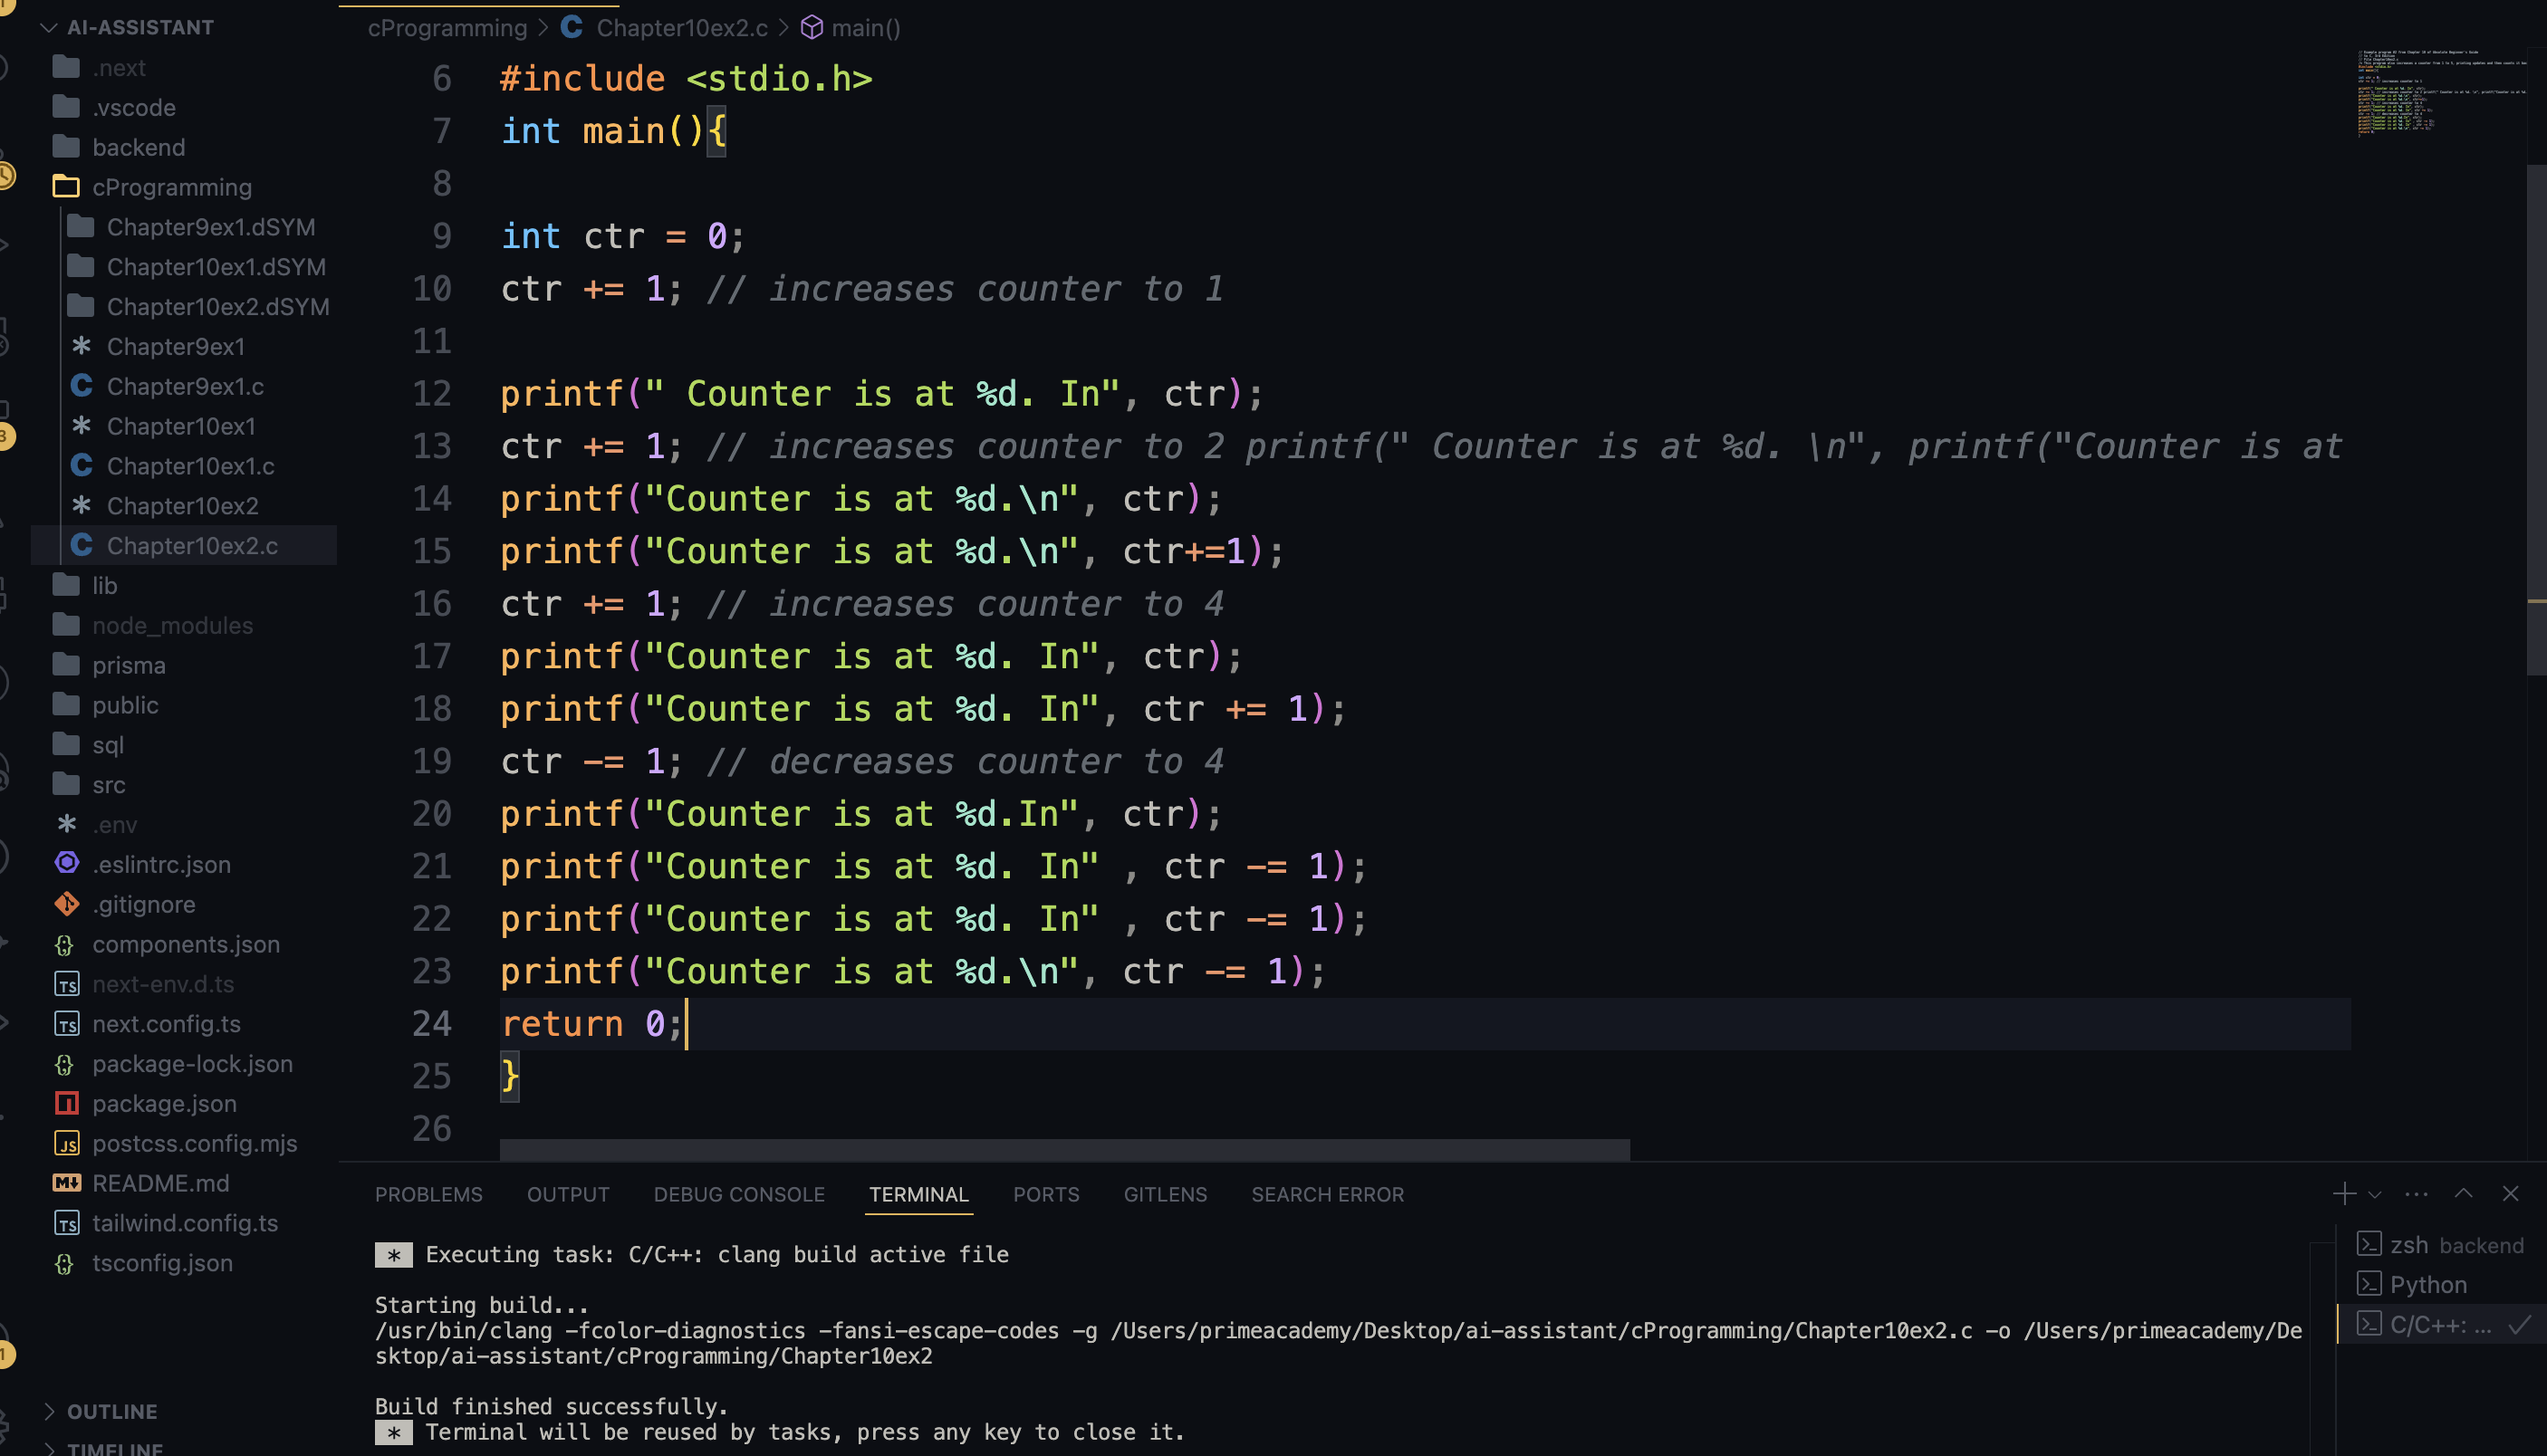 AI-ASSISTANT
.next
.vscode
backend
cProgramming
Chapter9ex1.dSYM
Chapter10ex1.dSYM
Chapter10ex2.dSYM
Chapter9ex1
Chapter9ex1.c
Chapter10ex1
Chapter10ex1.c
Chapter10ex2
Chapter10ex2.c
lib
node_modules
prisma
public
sql
src
.env
.eslintrc.json
.gitignore
components.json
next-env.d.ts
next.config.ts
package-lock.json
package.json
postcss.config.mjs
README.md
tailwind.config.ts
tsconfig.json
OUTLINE
TIMELINE
cProgramming > C Chapter10ex2.c > main()
6 #include <stdio.h>
7 int main(){
8
9 int ctr = 0;
10 ctr += 1; // increases counter to 1
11
12 printf(" Counter is at %d. In", ctr);
13 ctr += 1; // increases counter to 2 printf(" Counter is at %d. \n", printf("Counter is at
14 printf("Counter is at %d.\n", ctr);
15 printf("Counter is at %d.\n", ctr+=1);
16 ctr += 1; // increases counter to 4
17 printf("Counter is at %d. In", ctr);
18 printf("Counter is at %d. In", ctr += 1);
19 ctr -= 1; // decreases counter to 4
20 printf("Counter is at %d.In", ctr);
21 printf("Counter is at %d. In" , ctr -= 1);
22 printf("Counter is at %d. In" , ctr -= 1);
23 printf("Counter is at %d.\n", ctr -= 1);
24 return 0;
25 }
26
PROBLEMS OUTPUT DEBUG CONSOLE TERMINAL PORTS GITLENS SEARCH ERROR
* Executing task: C/C++: clang build active file
Starting build...
/usr/bin/clang -fcolor-diagnostics -fansi-escape-codes -g /Users/primeacademy/Desktop/ai-assistant/cProgramming/Chapter10ex2.c -o /Users/primeacademy/De
sktop/ai-assistant/cProgramming/Chapter10ex2
Build finished successfully.
* Terminal will be reused by tasks, press any key to close it.
zsh backend
Python
C/C++: ...